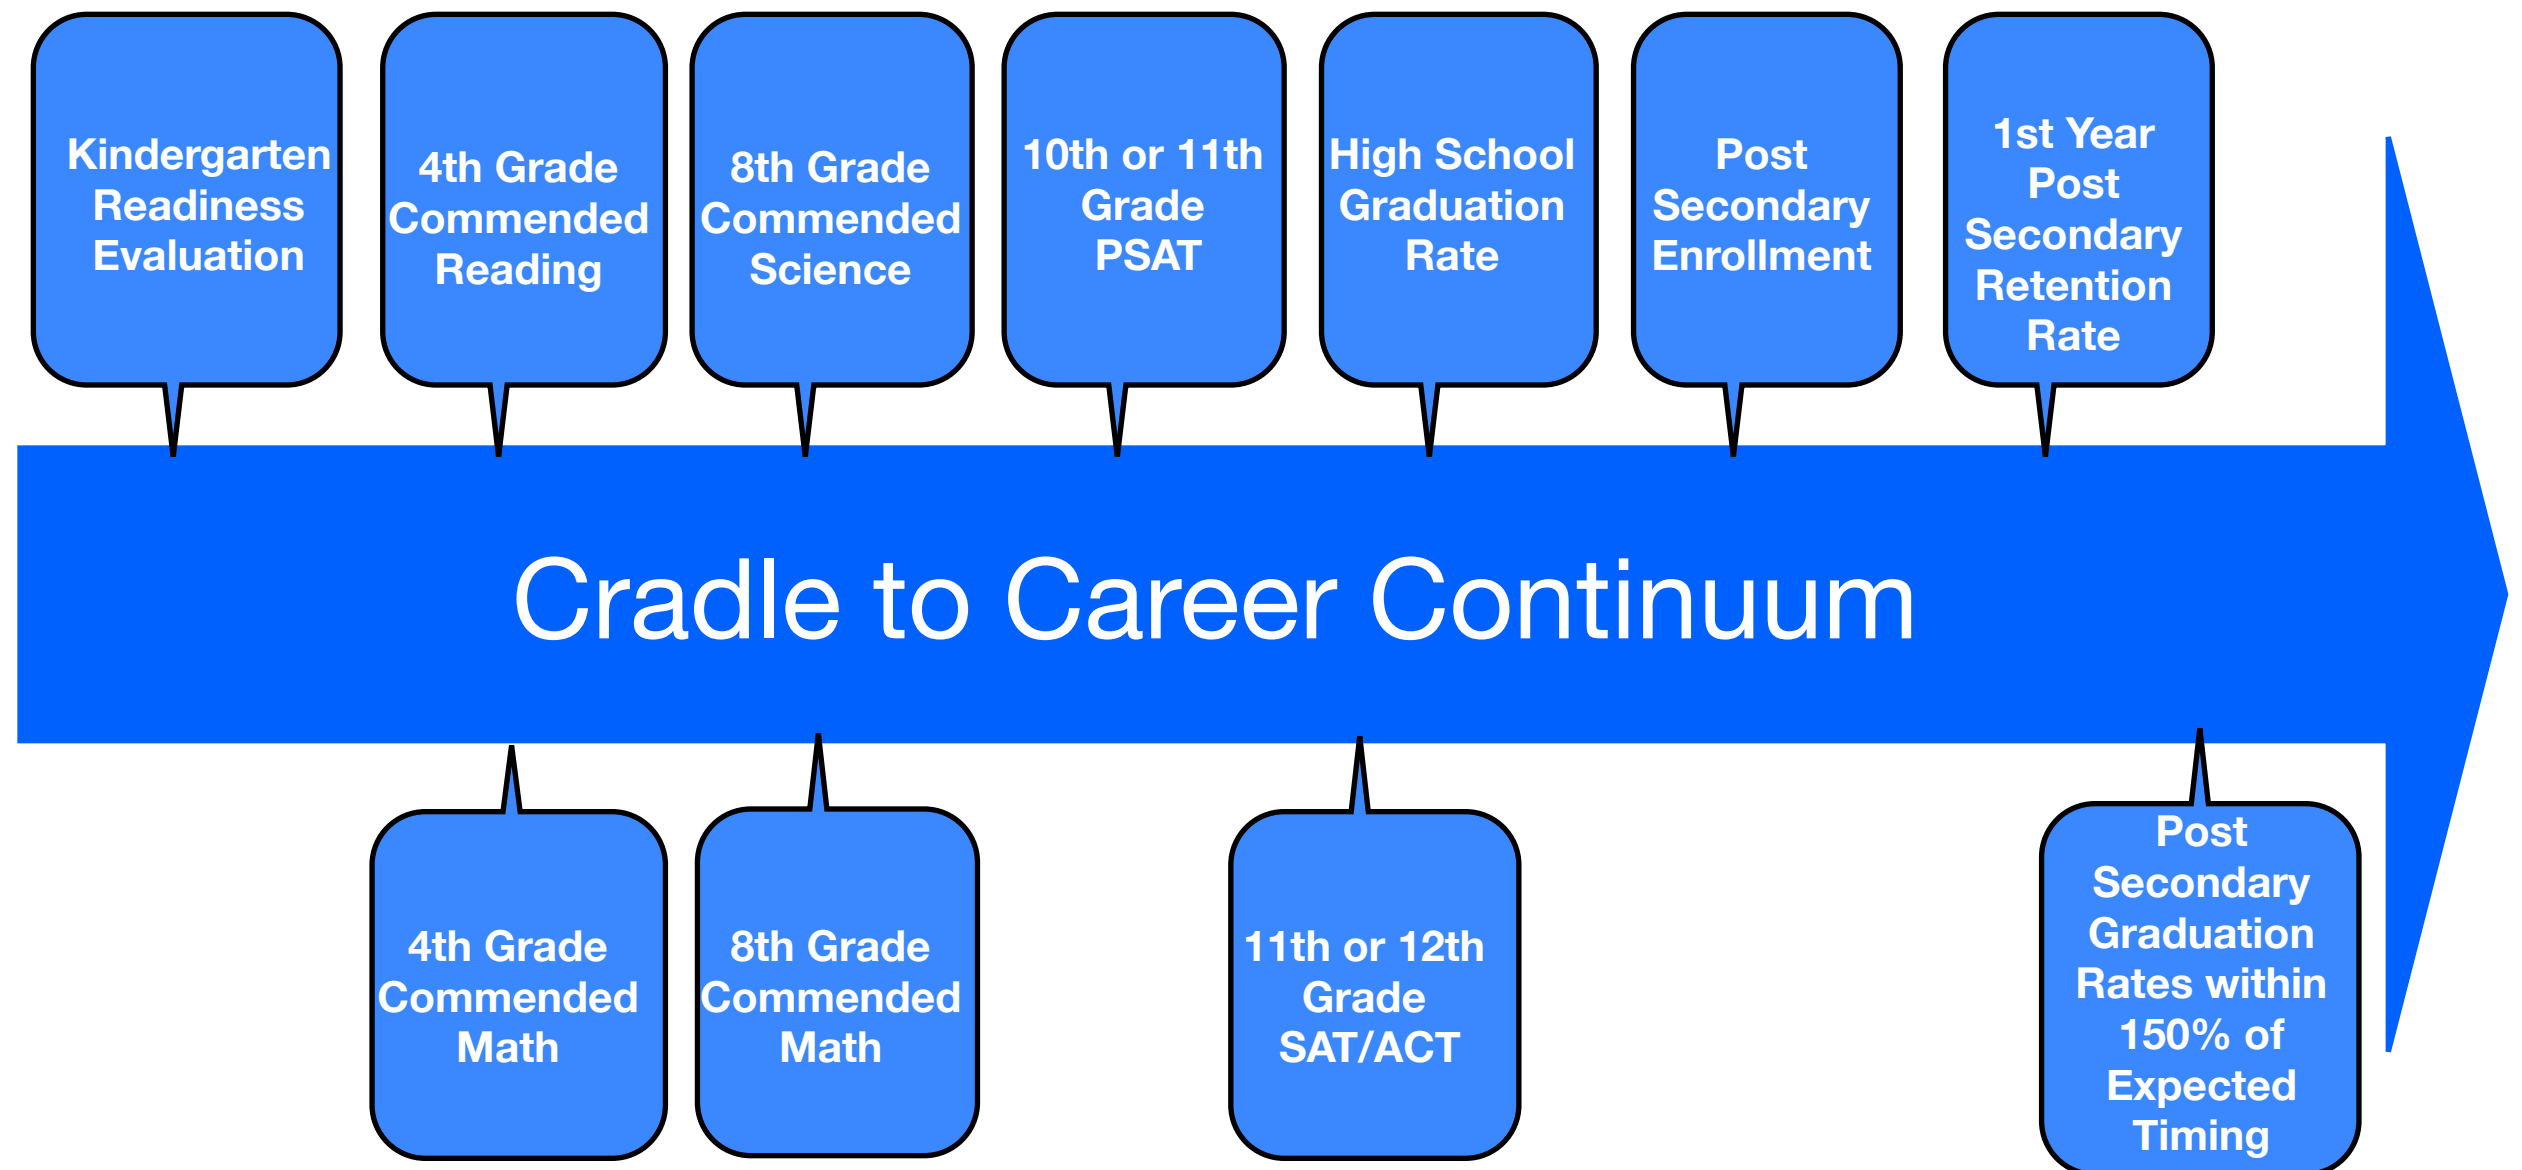 Kindergarten
Readiness
Evaluation
4th Grade
Commended
Reading
8th Grade
Commended
Science
10th or 11th
Grade
PSAT
High School
Graduation
Rate
Post
Secondary
Enrollment
1st Year
Post
Secondary
Retention
Rate
Cradle to Career Continuum
4th Grade
Commended
Math
8th Grade
Commended
Math
11th or 12th
Grade
SAT/ACT
Post
Secondary
Graduation
Rates within
150% of
Expected
Timing